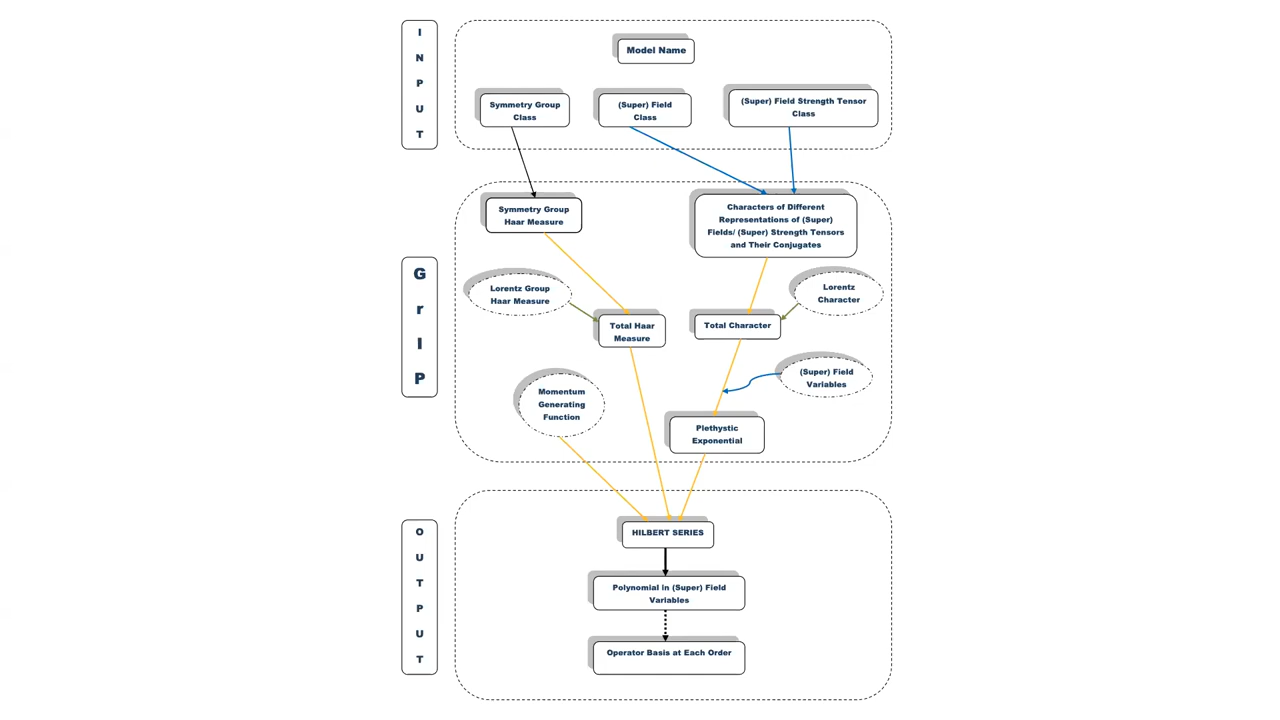 I
N
P
U
T
Model Name
Symmetry Group
Class
(Super) Field
Class
(Super) Field Strength Tensor
Class
G
r
I
P
Symmetry Group
Haar Measure
Characters of Different
Representations of (Super)
Fields/ (Super) Strength Tensors
and Their Conjugates
Lorentz Group
Haar Measure
Lorentz
Character
Total Haar
Measure
Total Character
(Super) Field
Variables
Momentum
Generating
Function
Plethystic
Exponential
O
U
T
P
U
T
HILBERT SERIES
Polynomial in (Super) Field
Variables
Operator Basis at Each Order